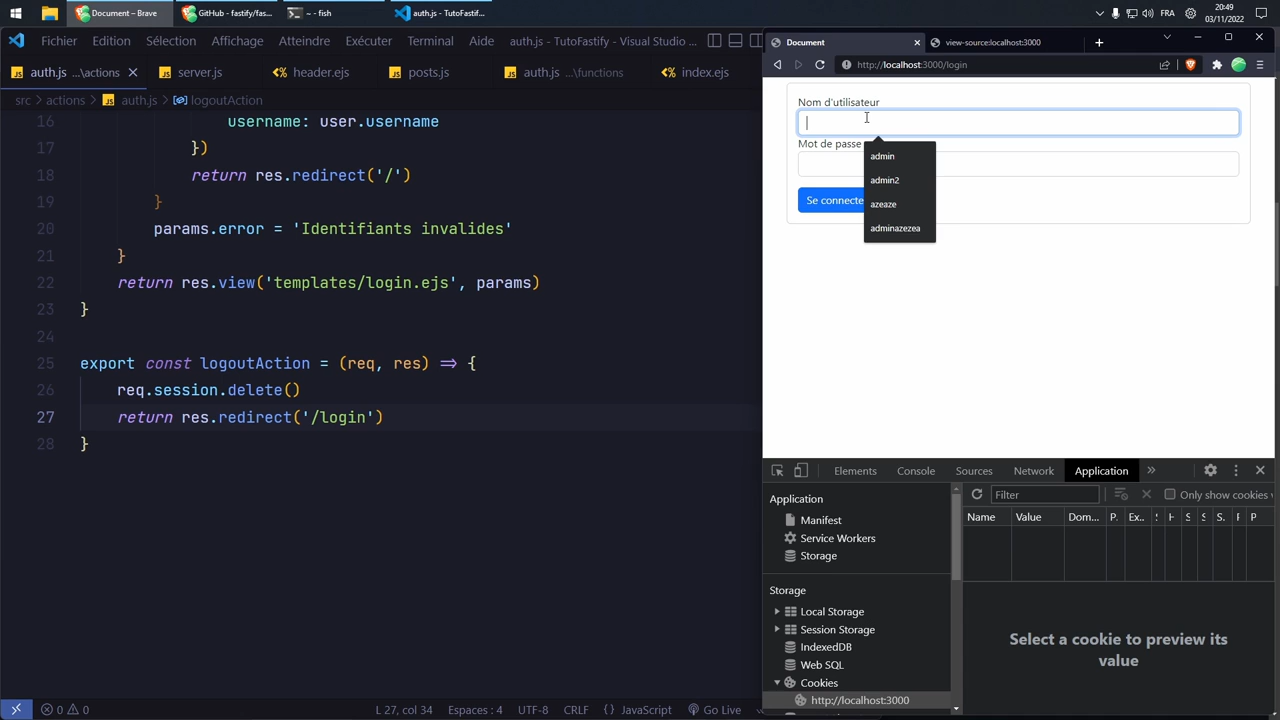 Document – Brave
GitHub - fastify/fas...
~ - fish
auth.js - TutoFastif...
FRA
20:49
03/11/2022
Fichier
Edition
Sélection
Affichage
Atteindre
Exécuter
Terminal
Aide
auth.js - TutoFastify - Visual Studio ...
auth.js ...\actions
server.js
header.ejs
posts.js
auth.js ...\functions
index.ejs
src > actions > auth.js > logoutAction
16 username: user.username
17 })
18 return res.redirect('/')
19 }
20 params.error = 'Identifiants invalides'
21 }
22 return res.view('templates/login.ejs', params)
23 }
24
25 export const logoutAction = (req, res) => {
26 req.session.delete()
27 return res.redirect('/login')
28 }
0 0
L 27, col 34
Espaces : 4
UTF-8
CRLF
{} JavaScript
Go Live
Document
view-source:localhost:3000
http://localhost:3000/login
Nom d'utilisateur
Mot de passe
Se connecte
admin
admin2
azeaze
adminazezea
Elements
Console
Sources
Network
Application
Application
Manifest
Service Workers
Storage
Storage
Local Storage
Session Storage
IndexedDB
Web SQL
Cookies
http://localhost:3000
Filter
Only show cookies
Name
Value
Dom...
P.
Ex..
S.
P
Select a cookie to preview its
value